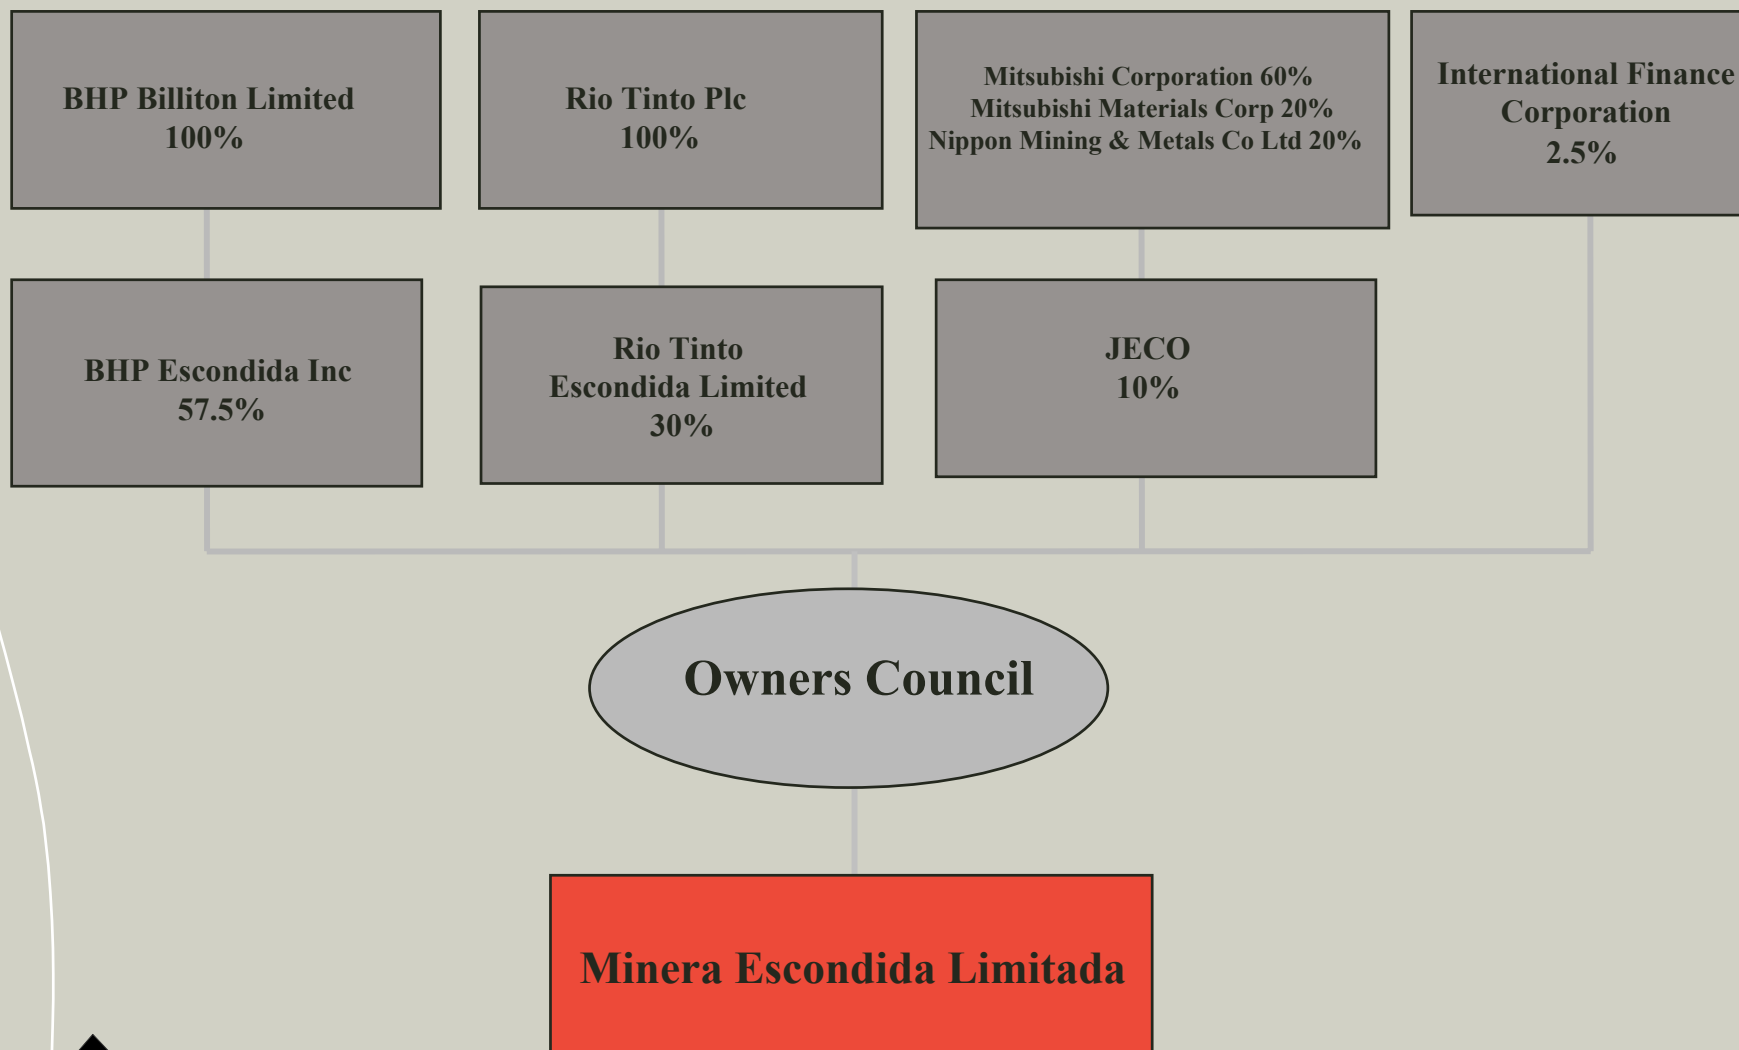 BHP Billiton Limited
100%
Rio Tinto Plc
100%
Mitsubishi Corporation 60%
Mitsubishi Materials Corp 20%
Nippon Mining & Metals Co Ltd 20%
International Finance
Corporation
2.5%
BHP Escondida Inc
57.5%
Rio Tinto
Escondida Limited
30%
JECO
10%
Owners Council
Minera Escondida Limitada